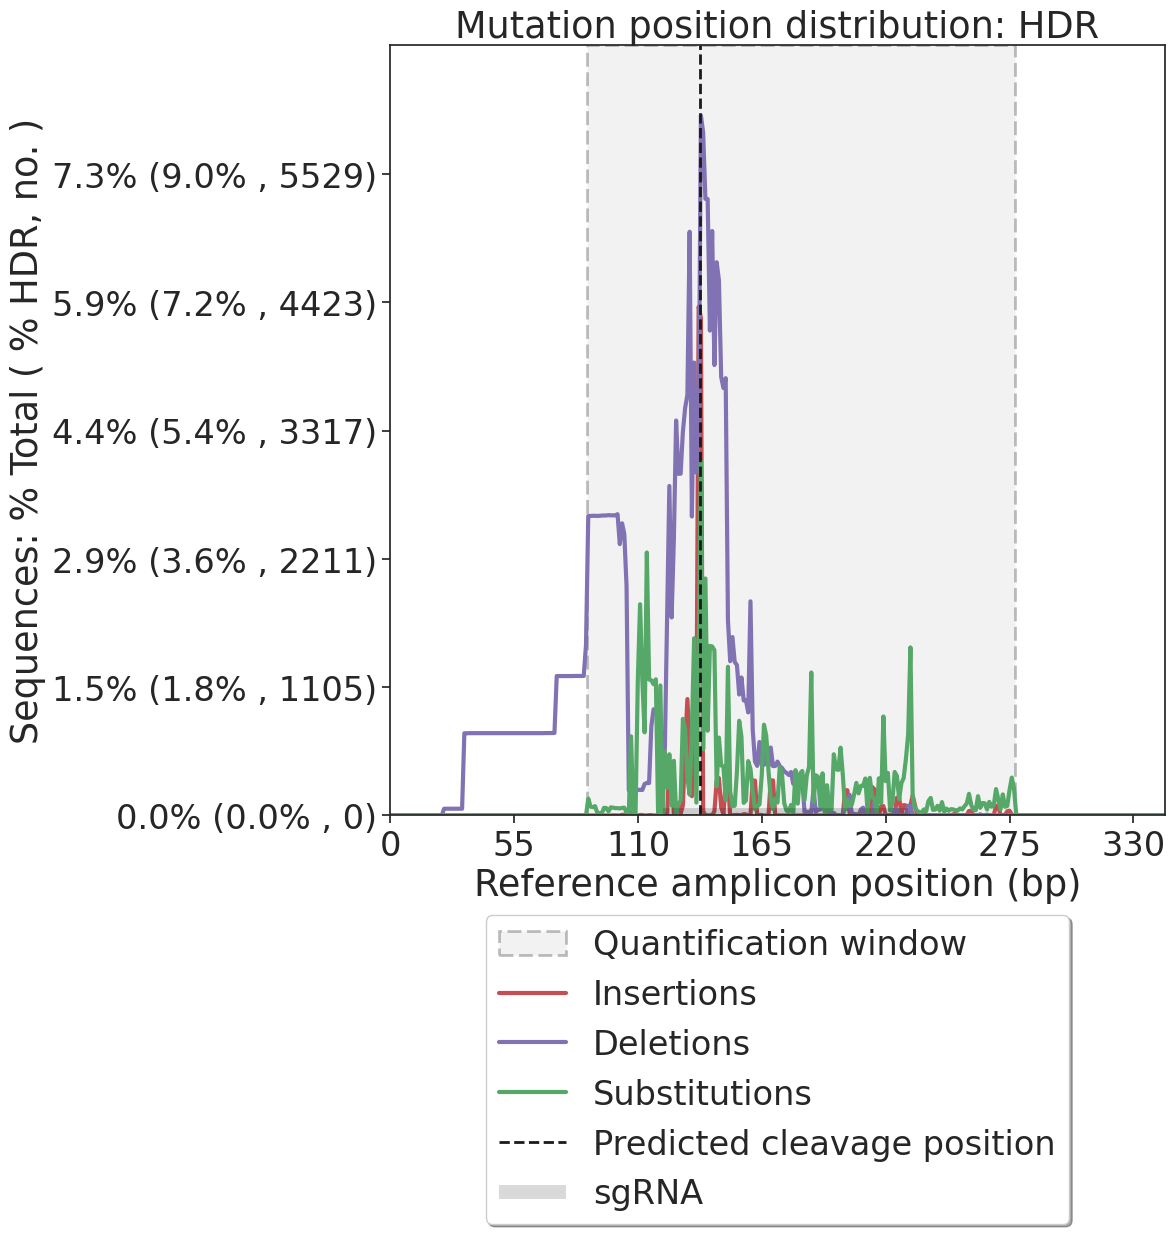 Mutation position distribution: HDR
Sequences: % Total ( % HDR, no. )
7.3% (9.0% , 5529)
5.9% (7.2% , 4423)
4.4% (5.4% , 3317)
2.9% (3.6% , 2211)
1.5% (1.8% , 1105)
0.0% (0.0% , 0)
0 55 110 165 220 275 330
Reference amplicon position (bp)
Quantification window
Insertions
Deletions
Substitutions
Predicted cleavage position
sgRNA